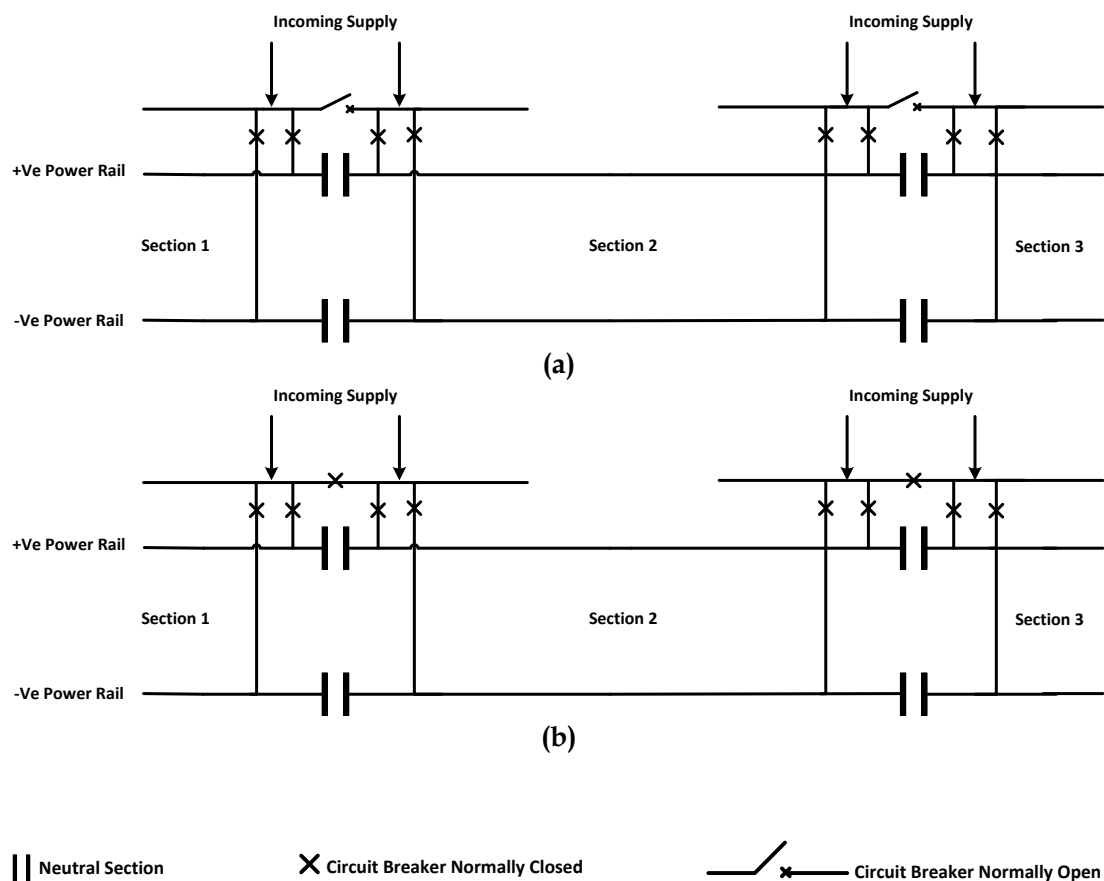 Incoming Supply Incoming Supply
+Ve Power Rail
Section 1 Section 2 Section 3
-Ve Power Rail
(a)
Incoming Supply Incoming Supply
+Ve Power Rail
Section 1 Section 2 Section 3
-Ve Power Rail
(b)
Neutral Section Circuit Breaker Normally Closed Circuit Breaker Normally Open